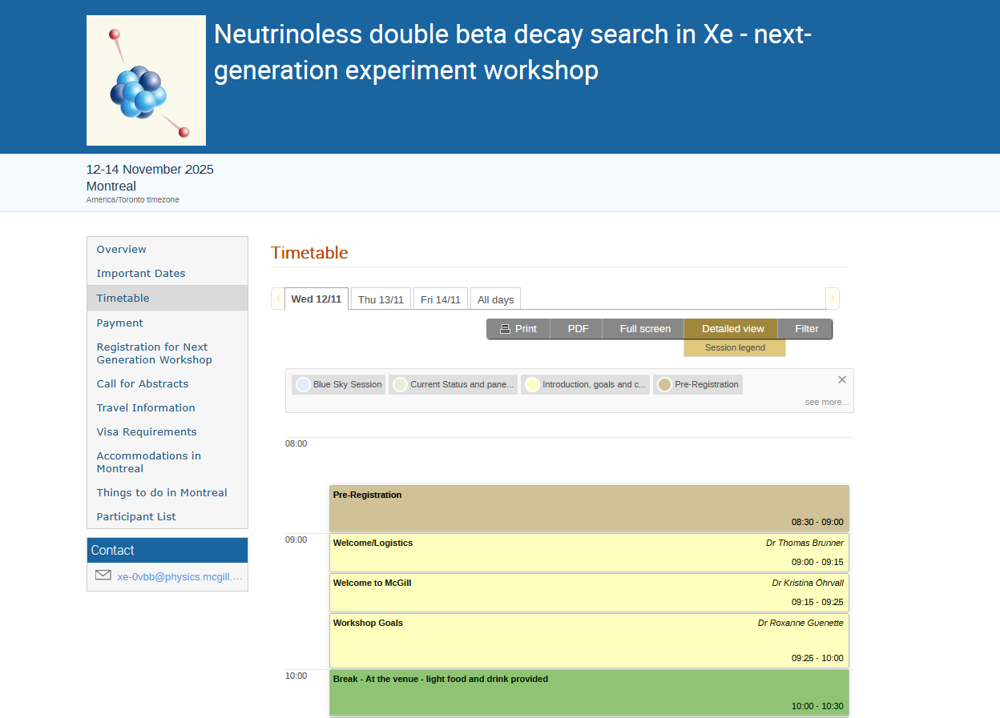 Neutrinoless double beta decay search in Xe - next-
generation experiment workshop
12-14 November 2025
Montreal
America/Toronto timezone
Overview
Important Dates
Timetable
Payment
Registration for Next
Generation Workshop
Call for Abstracts
Travel Information
Visa Requirements
Accommodations in
Montreal
Things to do in Montreal
Participant List
Contact
xe-0vbb@physics.mcgill.…
Timetable
Wed 12/11 Thu 13/11 Fri 14/11 All days
Print PDF Full screen Detailed view Filter
Session legend
Blue Sky Session Current Status and pane... Introduction, goals and c... Pre-Registration
see more...
08:00
Pre-Registration
08:30 - 09:00
09:00
Welcome/Logistics Dr Thomas Brunner
09:00 - 09:15
Welcome to McGill Dr Kristina Öhrvall
09:15 - 09:25
Workshop Goals Dr Roxanne Guenette
09:25 - 10:00
10:00
Break - At the venue - light food and drink provided
10:00 - 10:30